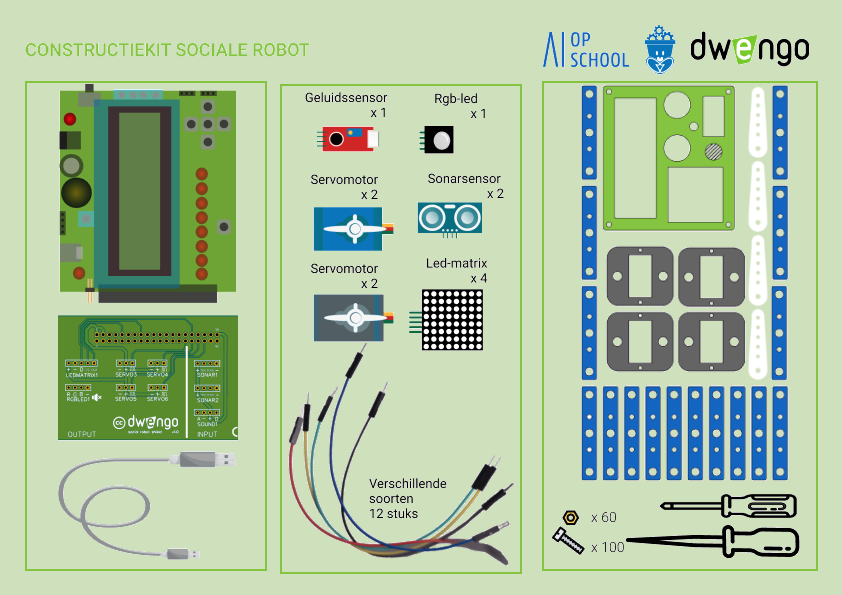 CONSTRUCTIEKIT SOCIALE ROBOT
AI OP
SCHOOL
dwengo
Geluidssensor
x 1
Rgb-led
x 1
Servomotor
x 2
Sonarsensor
x 2
Servomotor
x 2
Led-matrix
x 4
LEDMATRIX1
SERVO3
SERVO4
SONAR1
RGBLED1
SERVO5
SERVO6
SONAR2
SOUND1
cc dwengo
OUTPUT
INPUT
Verschillende
soorten
12 stuks
x 60
x 100